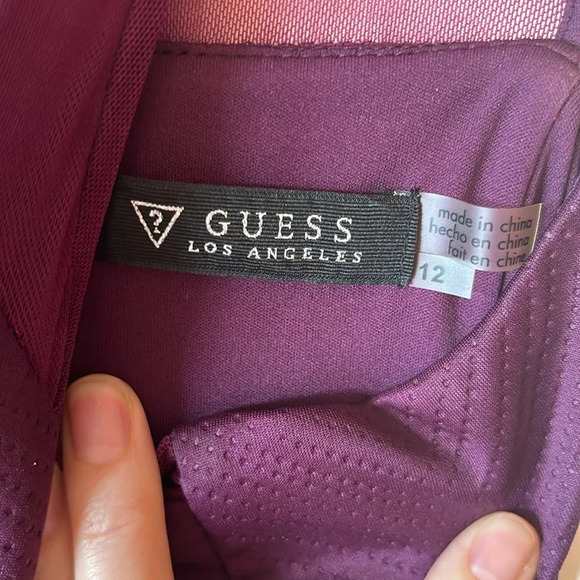 ?
GUESS
LOS ANGELES
made in china
hecho en china
fait en chine
12